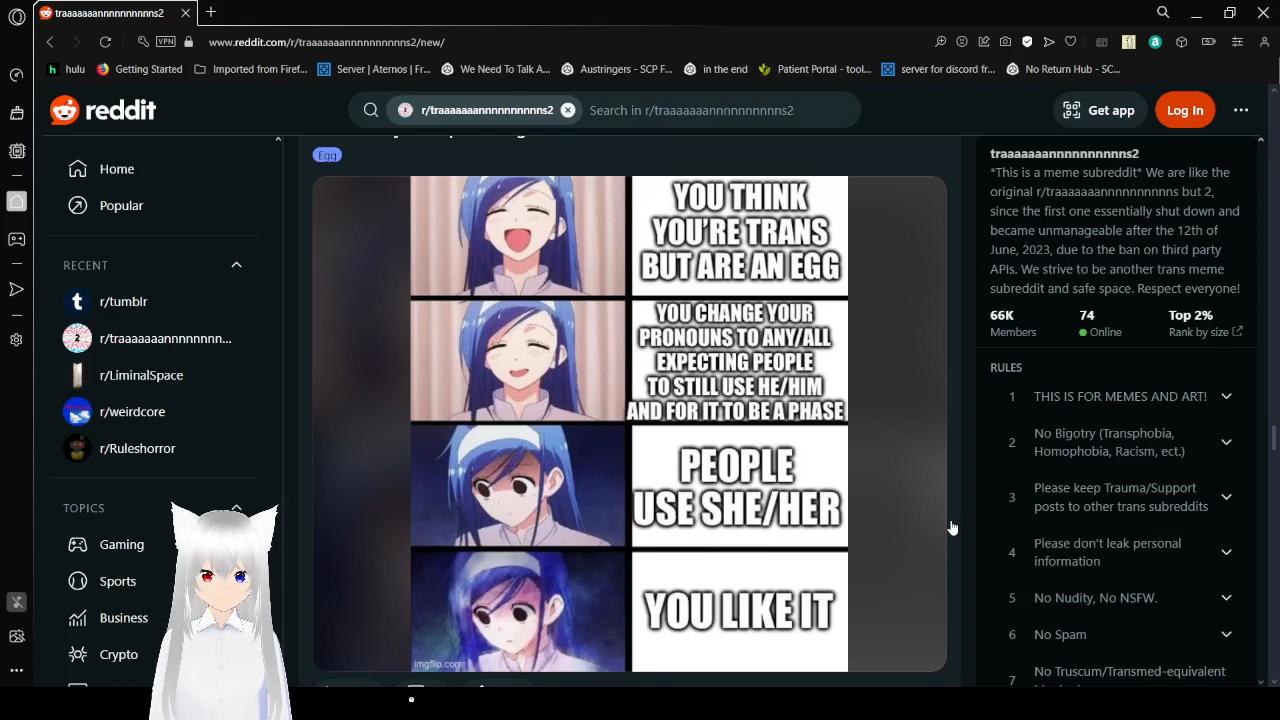 traaaaaaannnnnnnnnns2
VPN
www.reddit.com/r/traaaaaaannnnnnnnnns2/new/
hulu
Getting Started
Imported from Firef...
Server | Aternos | Fr...
We Need To Talk A...
Austringers - SCP F...
in the end
Patient Portal - tool...
server for discord fr...
No Return Hub - SC...
reddit
r/traaaaaaannnnnnnnnns2
Search in r/traaaaaaannnnnnnnnns2
Get app
Log In
Home
Popular
RECENT
r/tumblr
r/traaaaaaannnnnnnn...
r/LiminalSpace
r/weirdcore
r/Ruleshorror
TOPICS
Gaming
Sports
Business
Crypto
Egg
YOU THINK
YOU'RE TRANS
BUT ARE AN EGG
YOU CHANGE YOUR
PRONOUNS TO ANY/ALL
EXPECTING PEOPLE
TO STILL USE HE/HIM
AND FOR IT TO BE A PHASE
PEOPLE
USE SHE/HER
YOU LIKE IT
imgflip.com
traaaaaaannnnnnnnnns2
*This is a meme subreddit* We are like the
original r/traaaaaaannnnnnnnnns but 2,
since the first one essentially shut down and
became unmanageable after the 12th of
June, 2023, due to the ban on third party
APIs. We strive to be another trans meme
subreddit and safe space. Respect everyone!
66K
Members
74
Online
Top 2%
Rank by size
RULES
1 THIS IS FOR MEMES AND ART!
2 No Bigotry (Transphobia,
Homophobia, Racism, ect.)
3 Please keep Trauma/Support
posts to other trans subreddits
4 Please don't leak personal
information
5 No Nudity, No NSFW.
6 No Spam
7 No Truscum/Transmed-equivalent